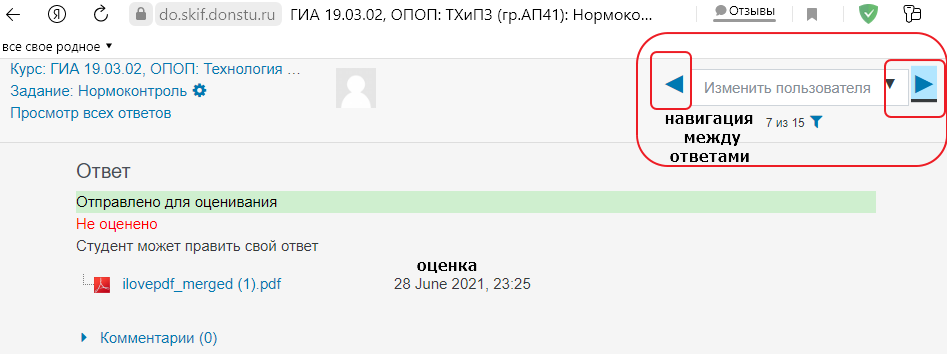 do.skif.donstu.ru ГИА 19.03.02, ОПОП: ТХиПЗ (гр.АП41): Нормоко... Отзывы
все свое родное
Курс: ГИА 19.03.02, ОПОП: Технология ...
Задание: Нормоконтроль
Просмотр всех ответов
Изменить пользователя
7 из 15
навигация
между
ответами
Ответ
Отправлено для оценивания
Не оценено
Студент может править свой ответ
оценка
ilovepdf_merged (1).pdf 28 June 2021, 23:25
Комментарии (0)